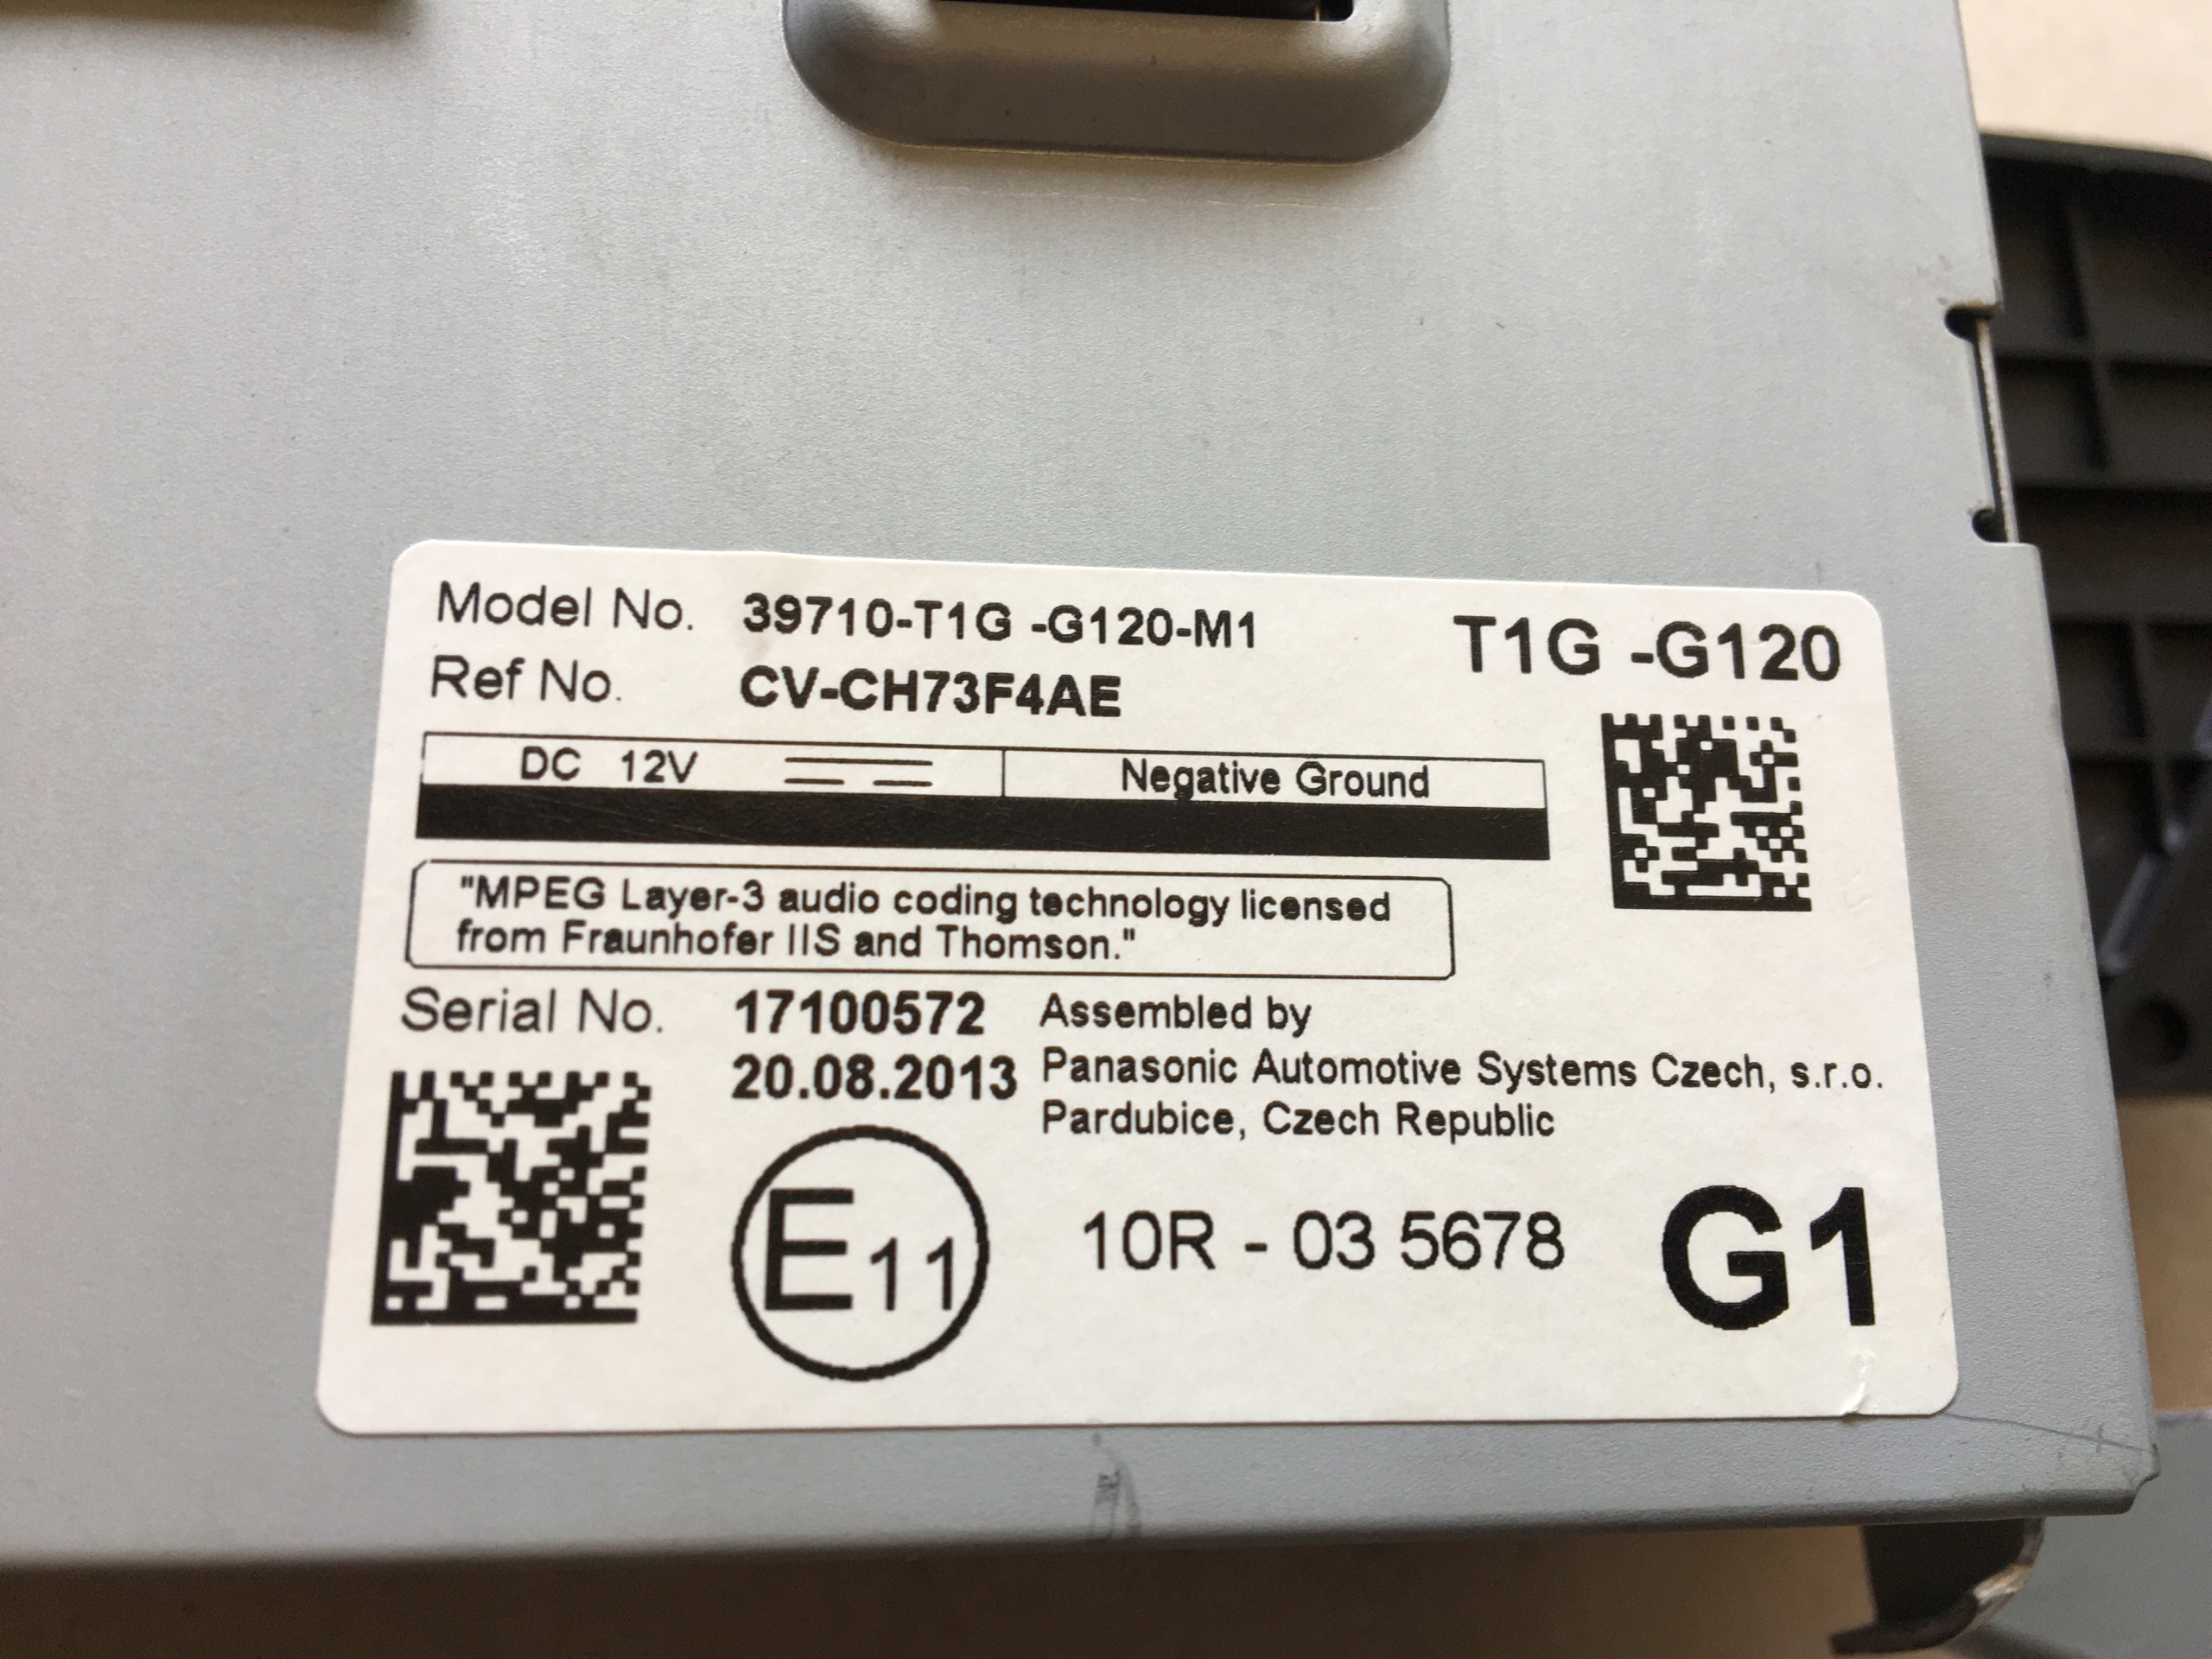 Model No. 39710-T1G -G120-M1
T1G -G120
Ref No. CV-CH73F4AE
DC 12V
Negative Ground
"MPEG Layer-3 audio coding technology licensed
from Fraunhofer IIS and Thomson."
Serial No. 17100572
20.08.2013
Assembled by
Panasonic Automotive Systems Czech, s.r.o.
Pardubice, Czech Republic
E11
10R - 03 5678
G1